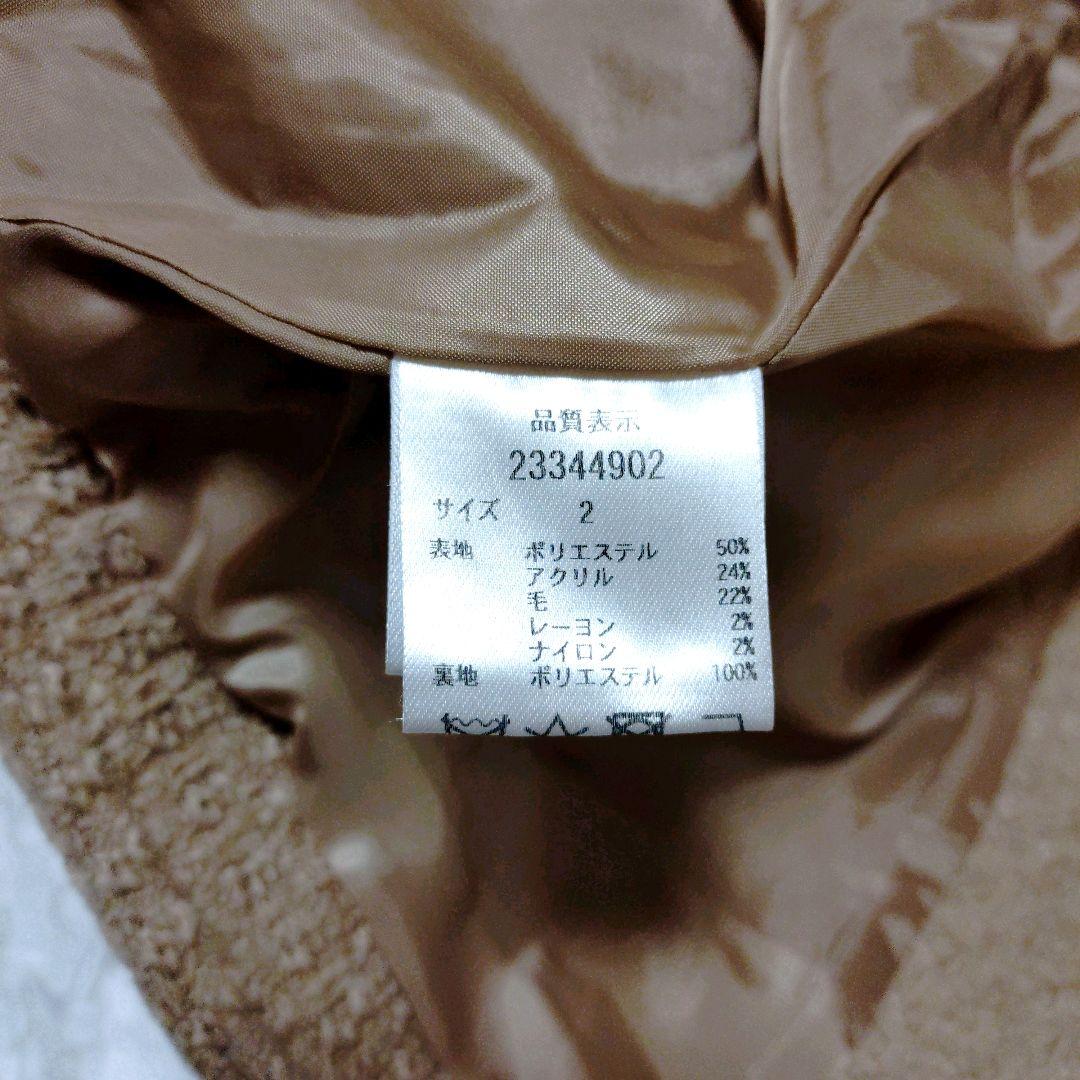 品質表示
23344902
サイズ 2
表地 ポリエステル 50%
アクリル 24%
毛 22%
レーヨン 2%
ナイロン 2%
裏地 ポリエステル 100%